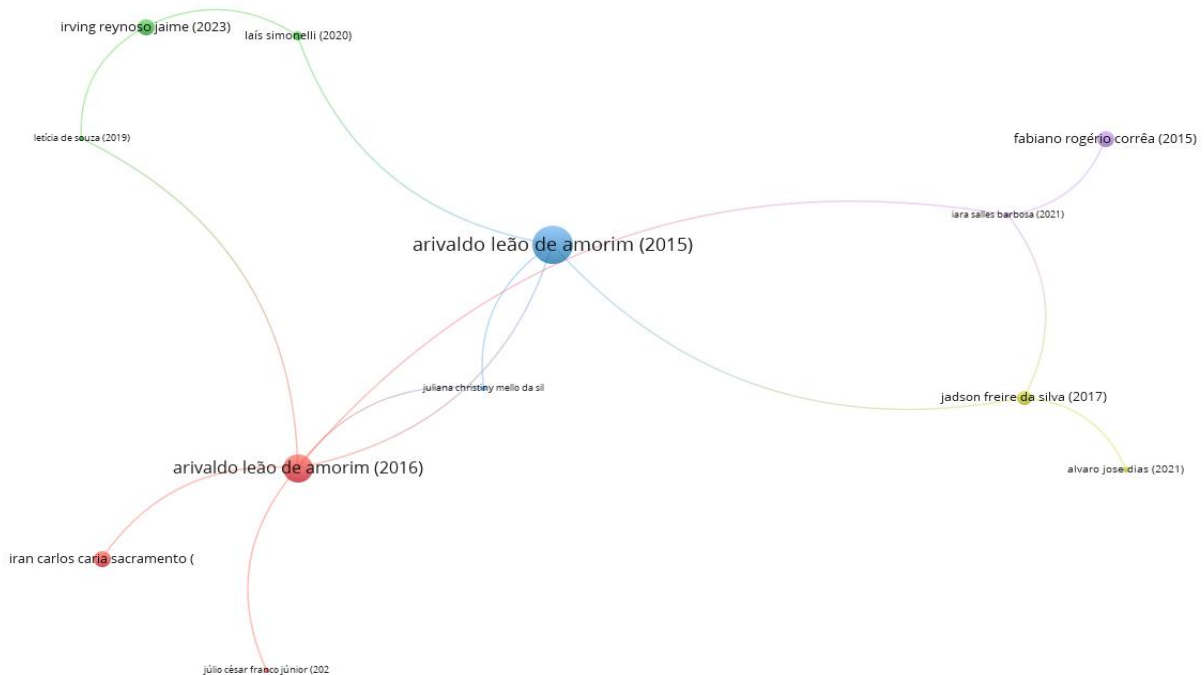 irving reynoso jaime (2023)
laís simonelli (2020)
letícia de souza (2019)
fabiano rogério corrêa (2015)
iara salles barbosa (2021)
arivaldo leão de amorim (2015)
juliana christiny mello da sil
jadson freire da silva (2017)
arivaldo leão de amorim (2016)
alvaro jose dias (2021)
iran carlos caria sacramento (
júlio césar franco júnior (202